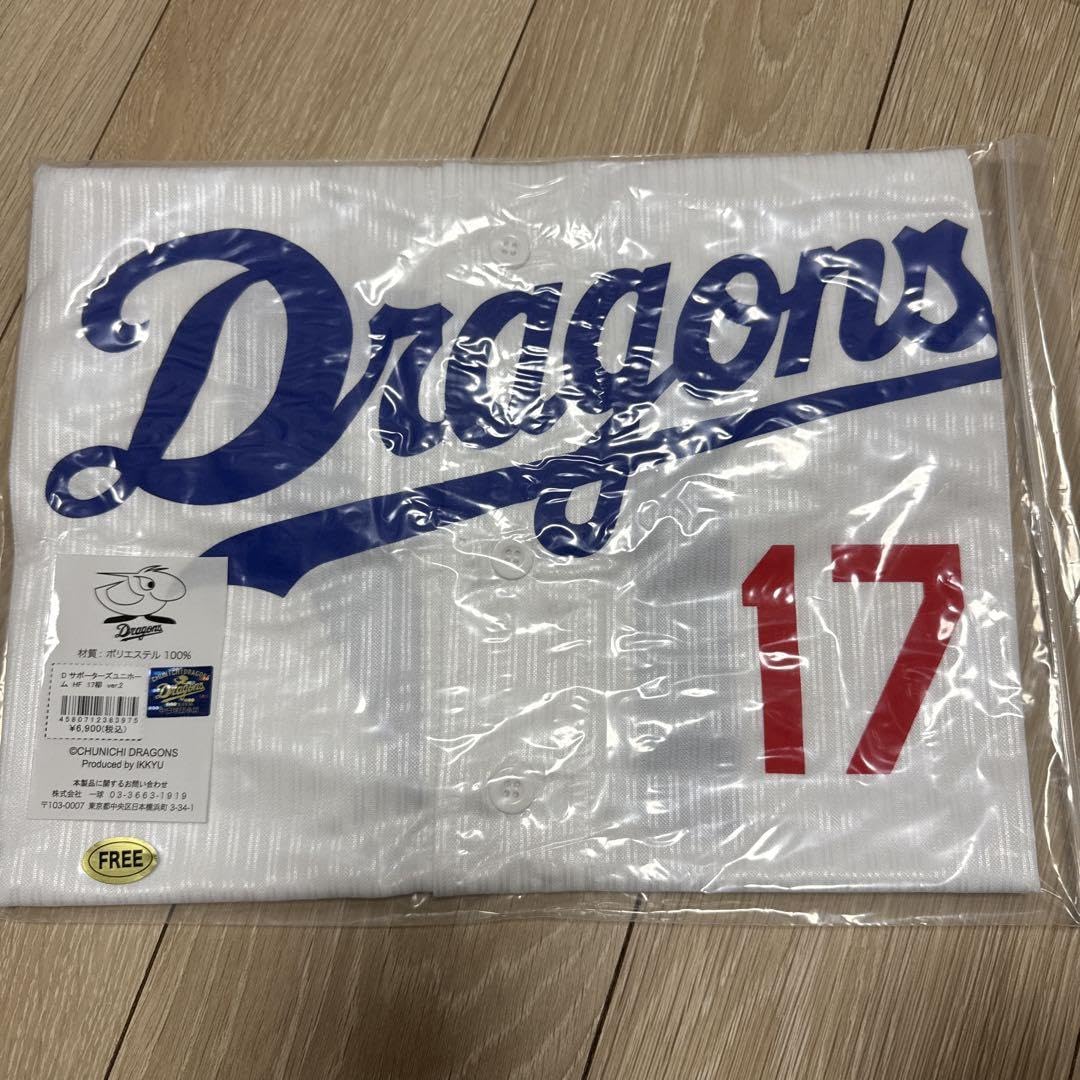 Dragons
17
Dragons
材質：ポリエステル 100%
D サポーターズユニホー
ム HF 17柳 ver.2
CHUNICHI DRAGONS
Dragons
4580712363975
¥6,900(税込)
©CHUNICHI DRAGONS
Produced by IKKYU
本製品に関するお問い合わせ
株式会社 一球 03-3663-1919
〒103-0007 東京都中央区日本橋浜町 3-34-1
FREE